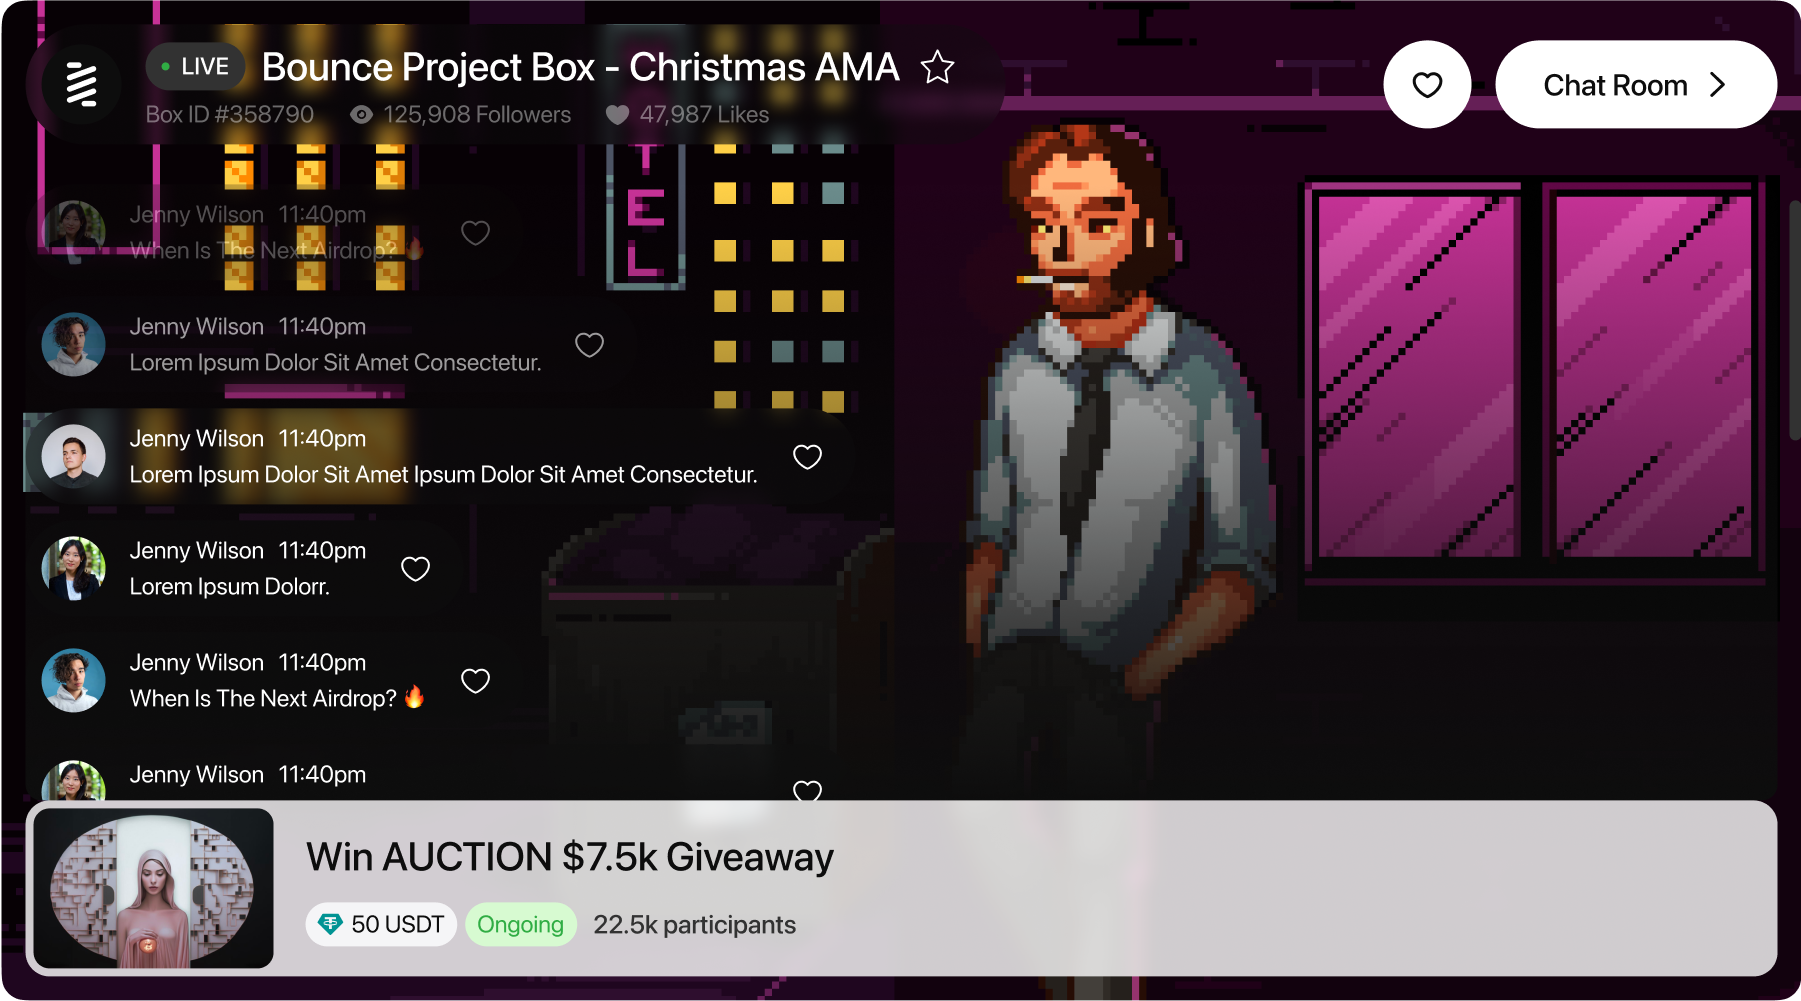 LIVE Bounce Project Box - Christmas AMA
Box ID #358790 125,908 Followers 47,987 Likes
Chat Room
T
E
L
Jenny Wilson 11:40pm
When Is The Next Airdrop? 🔥
Jenny Wilson 11:40pm
Lorem Ipsum Dolor Sit Amet Consectetur.
Jenny Wilson 11:40pm
Lorem Ipsum Dolor Sit Amet Ipsum Dolor Sit Amet Consectetur.
Jenny Wilson 11:40pm
Lorem Ipsum Dolorr.
Jenny Wilson 11:40pm
When Is The Next Airdrop? 🔥
Jenny Wilson 11:40pm
Win AUCTION $7.5k Giveaway
50 USDT Ongoing 22.5k participants